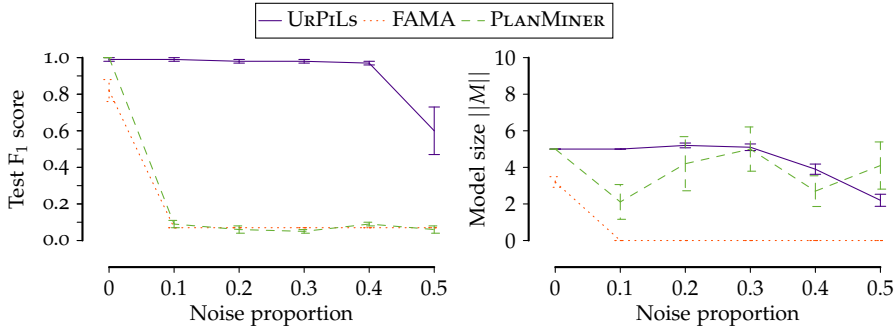 UrPiLs FAMA PlanMiner
Test F1 score
1.0
0.8
0.6
0.4
0.2
0.0
0 0.1 0.2 0.3 0.4 0.5
Noise proportion
Model size ||M||
10
8
6
4
2
0
0 0.1 0.2 0.3 0.4 0.5
Noise proportion